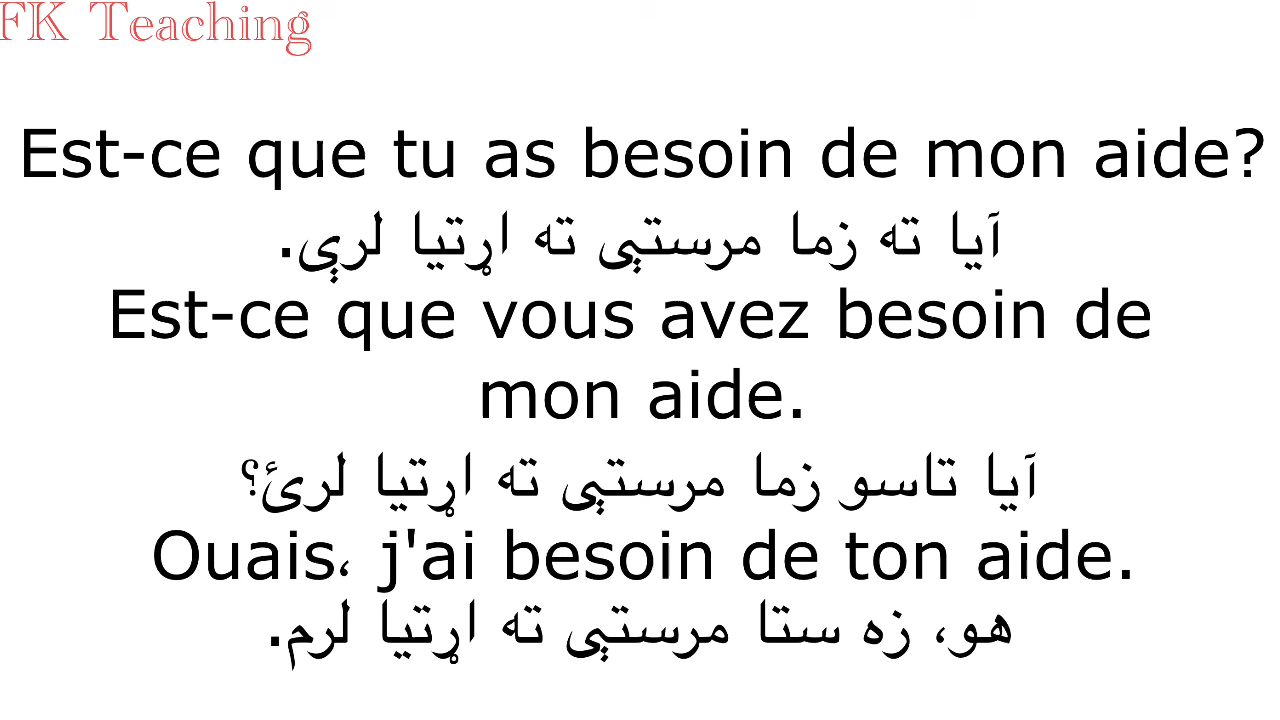 FK Teaching
Est-ce que tu as besoin de mon aide?
آیا ته زما مرستې ته اړتیا لرې.
Est-ce que vous avez besoin de
mon aide.
آیا تاسو زما مرستې ته اړتیا لرئ؟
Ouais، j'ai besoin de ton aide.
هو، زه ستا مرستې ته اړتیا لرم.